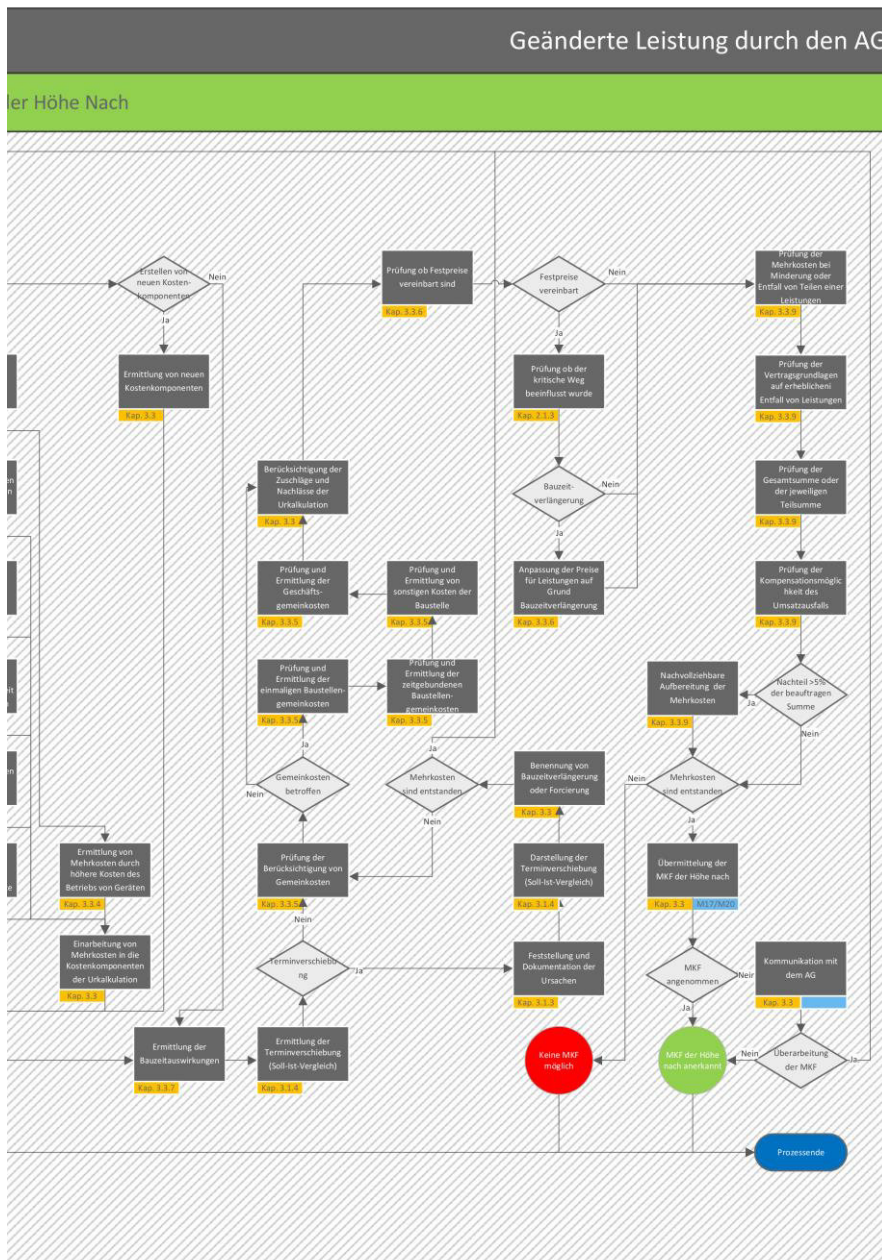 Geänderte Leistung durch den AG
der Höhe Nach
Erstellen von
neuen Kosten-
komponenten
Nein
Ja
Ermittlung von neuen
Kostenkomponenten
Kap. 3.3
Prüfung ob Festpreise
vereinbart sind
Kap. 3.3.6
Festpreise
vereinbart
Nein
Ja
Prüfung der
Mehrkosten bei
Minderung oder
Entfall von Teilen einer
Leistungen
Kap. 3.3.9
Prüfung ob der
kritische Weg
beeinflusst wurde
Kap. 2.1.3
Prüfung der
Vertragsgrundlagen
auf erheblicheni
Entfall von Leistungen
Kap. 3.3.9
Berücksichtigung der
Zuschläge und
Nachlässe der
Urkalkulation
Kap. 3.3
Bauzeit-
verlängerung
Nein
Ja
Prüfung der
Gesamtsumme oder
der jeweiligen
Teilsumme
Kap. 3.3.9
Prüfung und
Ermittlung der
Geschäfts-
gemeinkosten
Kap. 3.3.5
Prüfung und
Ermittlung von
sonstigen Kosten der
Baustelle
Kap. 3.3.5
Anpassung der Preise
für Leistungen auf
Grund
Bauzeitverlängerung
Kap. 3.3.6
Prüfung der
Kompensationsmöglic
hkeit des
Umsatzausfalls
Kap. 3.3.9
Prüfung und
Ermittlung der
einmaligen Baustellen-
gemeinkosten
Kap. 3.3.5
Prüfung und
Ermittlung der
zeitgebundenen
Baustellen-
gemeinkosten
Kap. 3.3.5
Nachvollziehbare
Aufbereitung der
Mehrkosten
Kap. 3.3.9
Nachteil >5%
der beauftragen
Summe
Ja
Nein
Ja
Gemeinkosten
betroffen
Nein
Ja
Mehrkosten
sind entstanden
Nein
Benennung von
Bauzeitverlängerung
oder Forcierung
Kap. 3.3
Nein
Mehrkosten
sind entstanden
Ja
Ermittlung von
Mehrkosten durch
höhere Kosten des
Betriebs von Geräten
Kap. 3.3.4
Prüfung der
Berücksichtigung von
Gemeinkosten
Kap. 3.3.5
Darstellung der
Terminverschiebung
(Soll-Ist-Vergleich)
Kap. 3.1.4
Übermittelung der
MKF der Höhe nach
Kap. 3.3
M17/M20
Einarbeitung von
Mehrkosten in die
Kostenkomponenten
der Urkalkulation
Kap. 3.3
Nein
Terminverschiebu
ng
Ja
Feststellung und
Dokumentation der
Ursachen
Kap. 3.1.3
MKF
angenommen
Nein
Ja
Kommunikation mit
dem AG
Kap. 3.3
Ermittlung der
Bauzeitauswirkungen
Kap. 3.3.7
Ermittlung der
Terminverschiebung
(Soll-Ist-Vergleich)
Kap. 3.1.4
Keine MKF
möglich
MKF der Höhe
nach anerkannt
Nein
Überarbeitung
der MKF
Ja
Prozessende